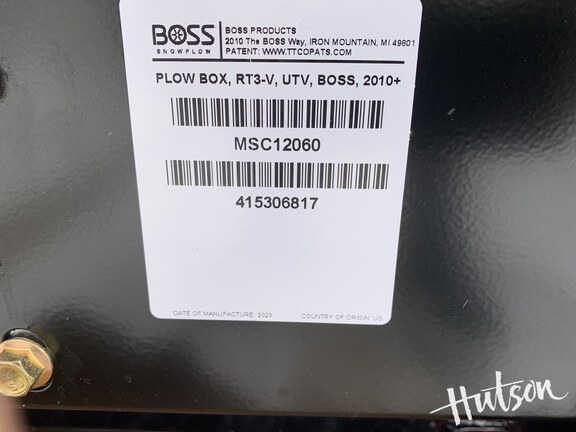 BOSS
SNOWPLOW
BOSS PRODUCTS
2010 The BOSS Way, IRON MOUNTAIN, MI 49801
PATENT: WWW.TTCOPATS.COM
PLOW BOX, RT3-V, UTV, BOSS, 2010+
MSC12060
415306817
DATE OF MANUFACTURE 2023
COUNTRY OF ORIGIN: US
Hutson